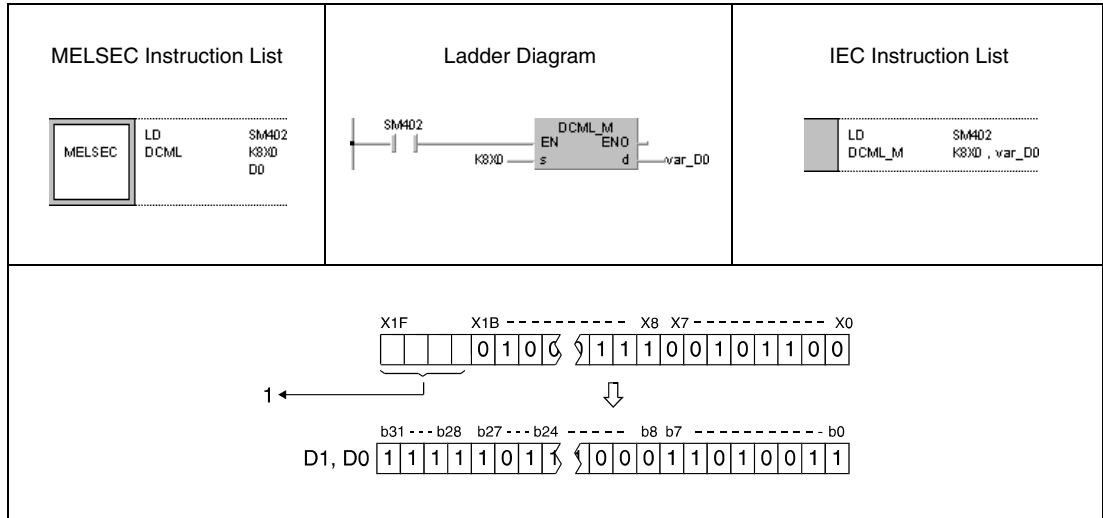 MELSEC Instruction List
Ladder Diagram
IEC Instruction List
MELSEC
LD SM402
DCML K8X0
D0
SM402
DCML_M
EN ENO
K8X0 s d var_D0
LD SM402
DCML_M K8X0 , var_D0
X1F X1B X8 X7 X0
0 1 0 0 0 1 1 1 0 0 1 0 1 1 0 0
1
b31 b28 b27 b24 b8 b7 b0
D1, D0 1 1 1 1 1 0 1 1 1 0 0 0 1 1 0 1 0 0 1 1